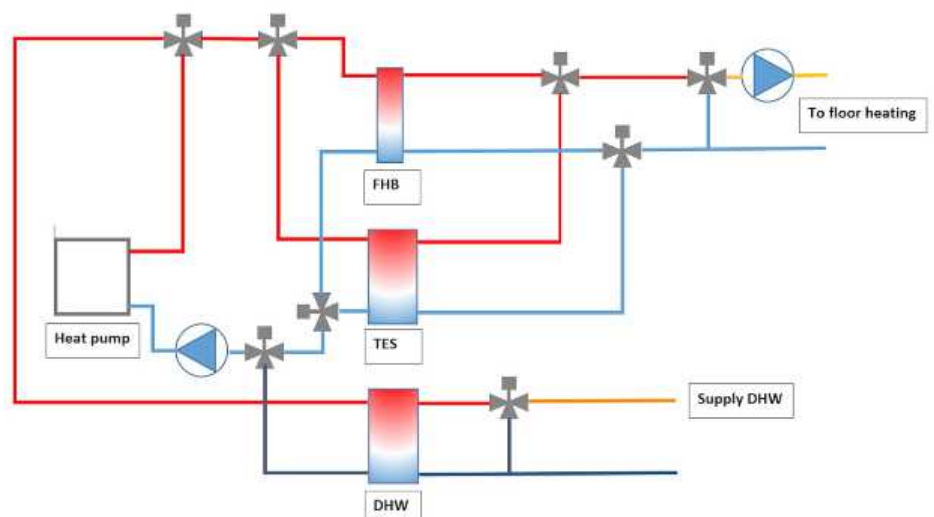 To floor heating
FHB
Heat pump
TES
Supply DHW
DHW